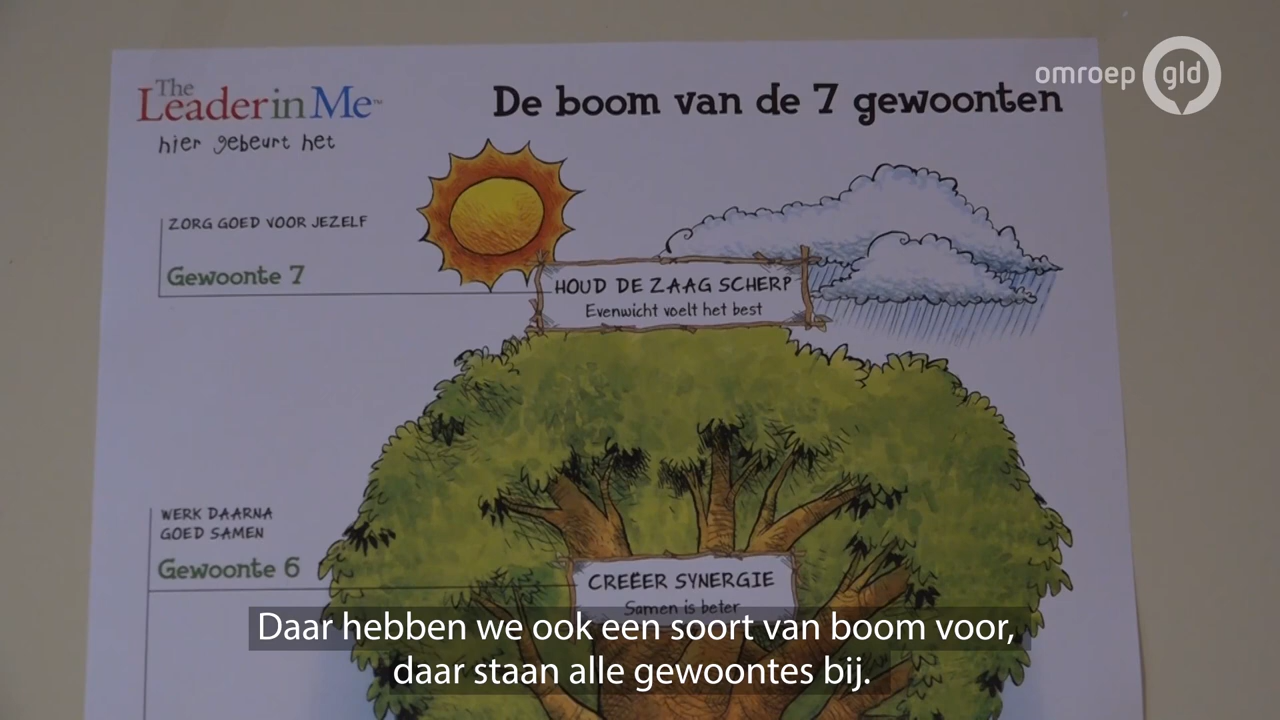 The
Leader in Me™
hier gebeurt het
De boom van de 7 gewoonten
omroep gld
ZORG GOED VOOR JEZELF
Gewoonte 7
HOUD DE ZAAG SCHERP
Evenwicht voelt het best
WERK DAARNA
GOED SAMEN
Gewoonte 6
CREËER SYNERGIE
Samen is beter
Daar hebben we ook een soort van boom voor,
daar staan alle gewoontes bij.